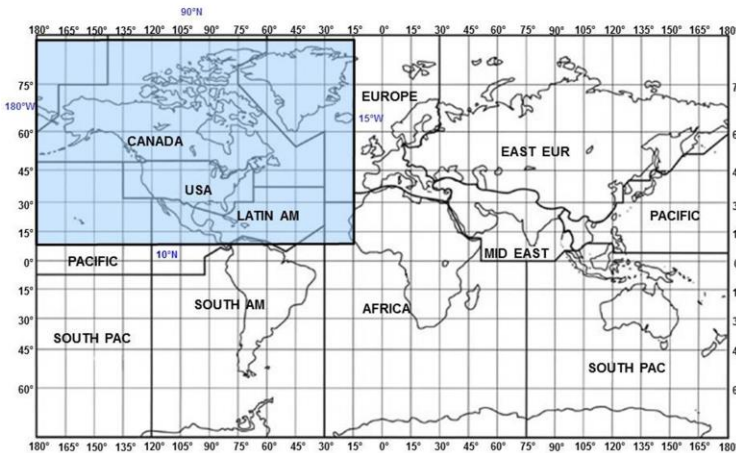 90°N
180° 165° 150° 135° 120° 105° 90° 75° 60° 45° 30° 15° 0° 15° 30° 45° 60° 75° 90° 105° 120° 135° 150° 165° 180°
75°
EUROPE
180°W
15°W
60°
CANADA
EAST EUR
45°
USA
30°
LATIN AM
PACIFIC
15°
10°N
MID EAST
PACIFIC
0°
15°
SOUTH AM
AFRICA
30°
SOUTH PAC
45°
SOUTH PAC
60°
180° 165° 150° 135° 120° 105° 90° 75° 60° 45° 30° 15° 0° 15° 30° 45° 60° 75° 90° 105° 120° 135° 150° 165° 180°